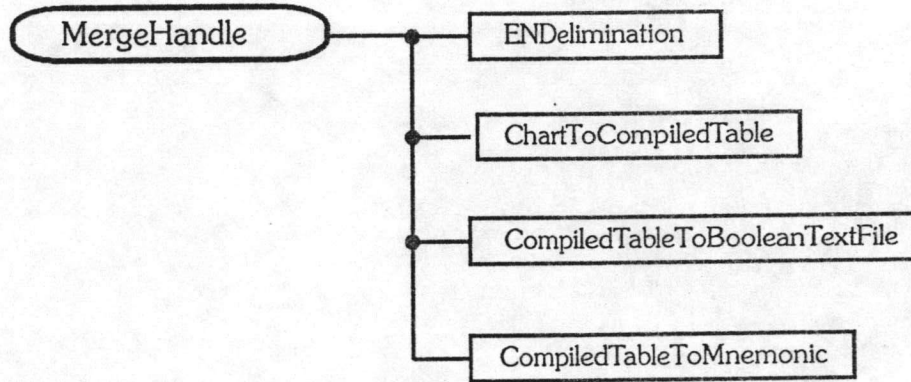 MergeHandle
ENDelimination
ChartToCompiledTable
CompiledTableToBooleanTextFile
CompiledTableToMnemonic